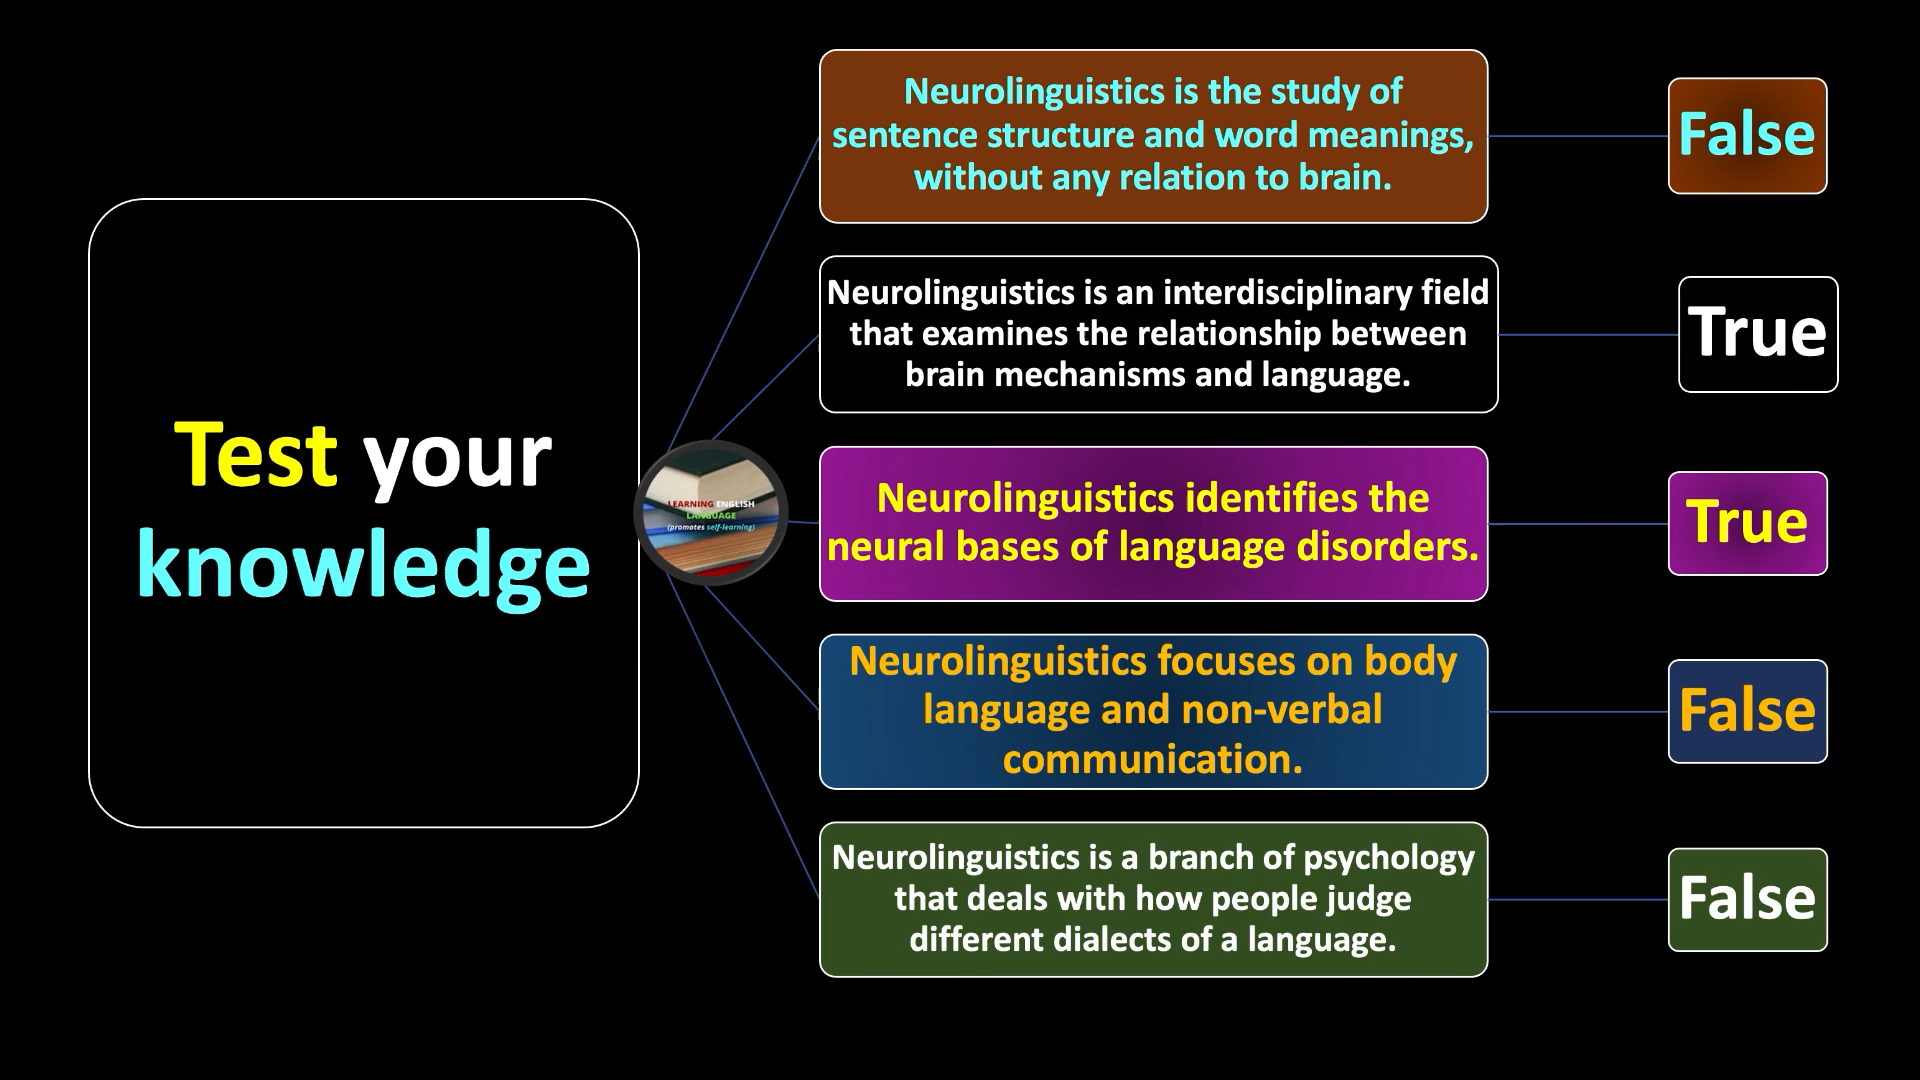 Test your
knowledge
LEARNING ENGLISH
LANGUAGE
(promotes self-learning)
Neurolinguistics is the study of
sentence structure and word meanings,
without any relation to brain.
False
Neurolinguistics is an interdisciplinary field
that examines the relationship between
brain mechanisms and language.
True
Neurolinguistics identifies the
neural bases of language disorders.
True
Neurolinguistics focuses on body
language and non-verbal
communication.
False
Neurolinguistics is a branch of psychology
that deals with how people judge
different dialects of a language.
False